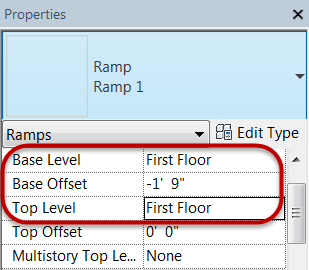 Properties
Ramp
Ramp 1
Ramps Edit Type
Base Level First Floor
Base Offset -1' 9"
Top Level First Floor
Top Offset 0' 0"
Multistory Top Le... None